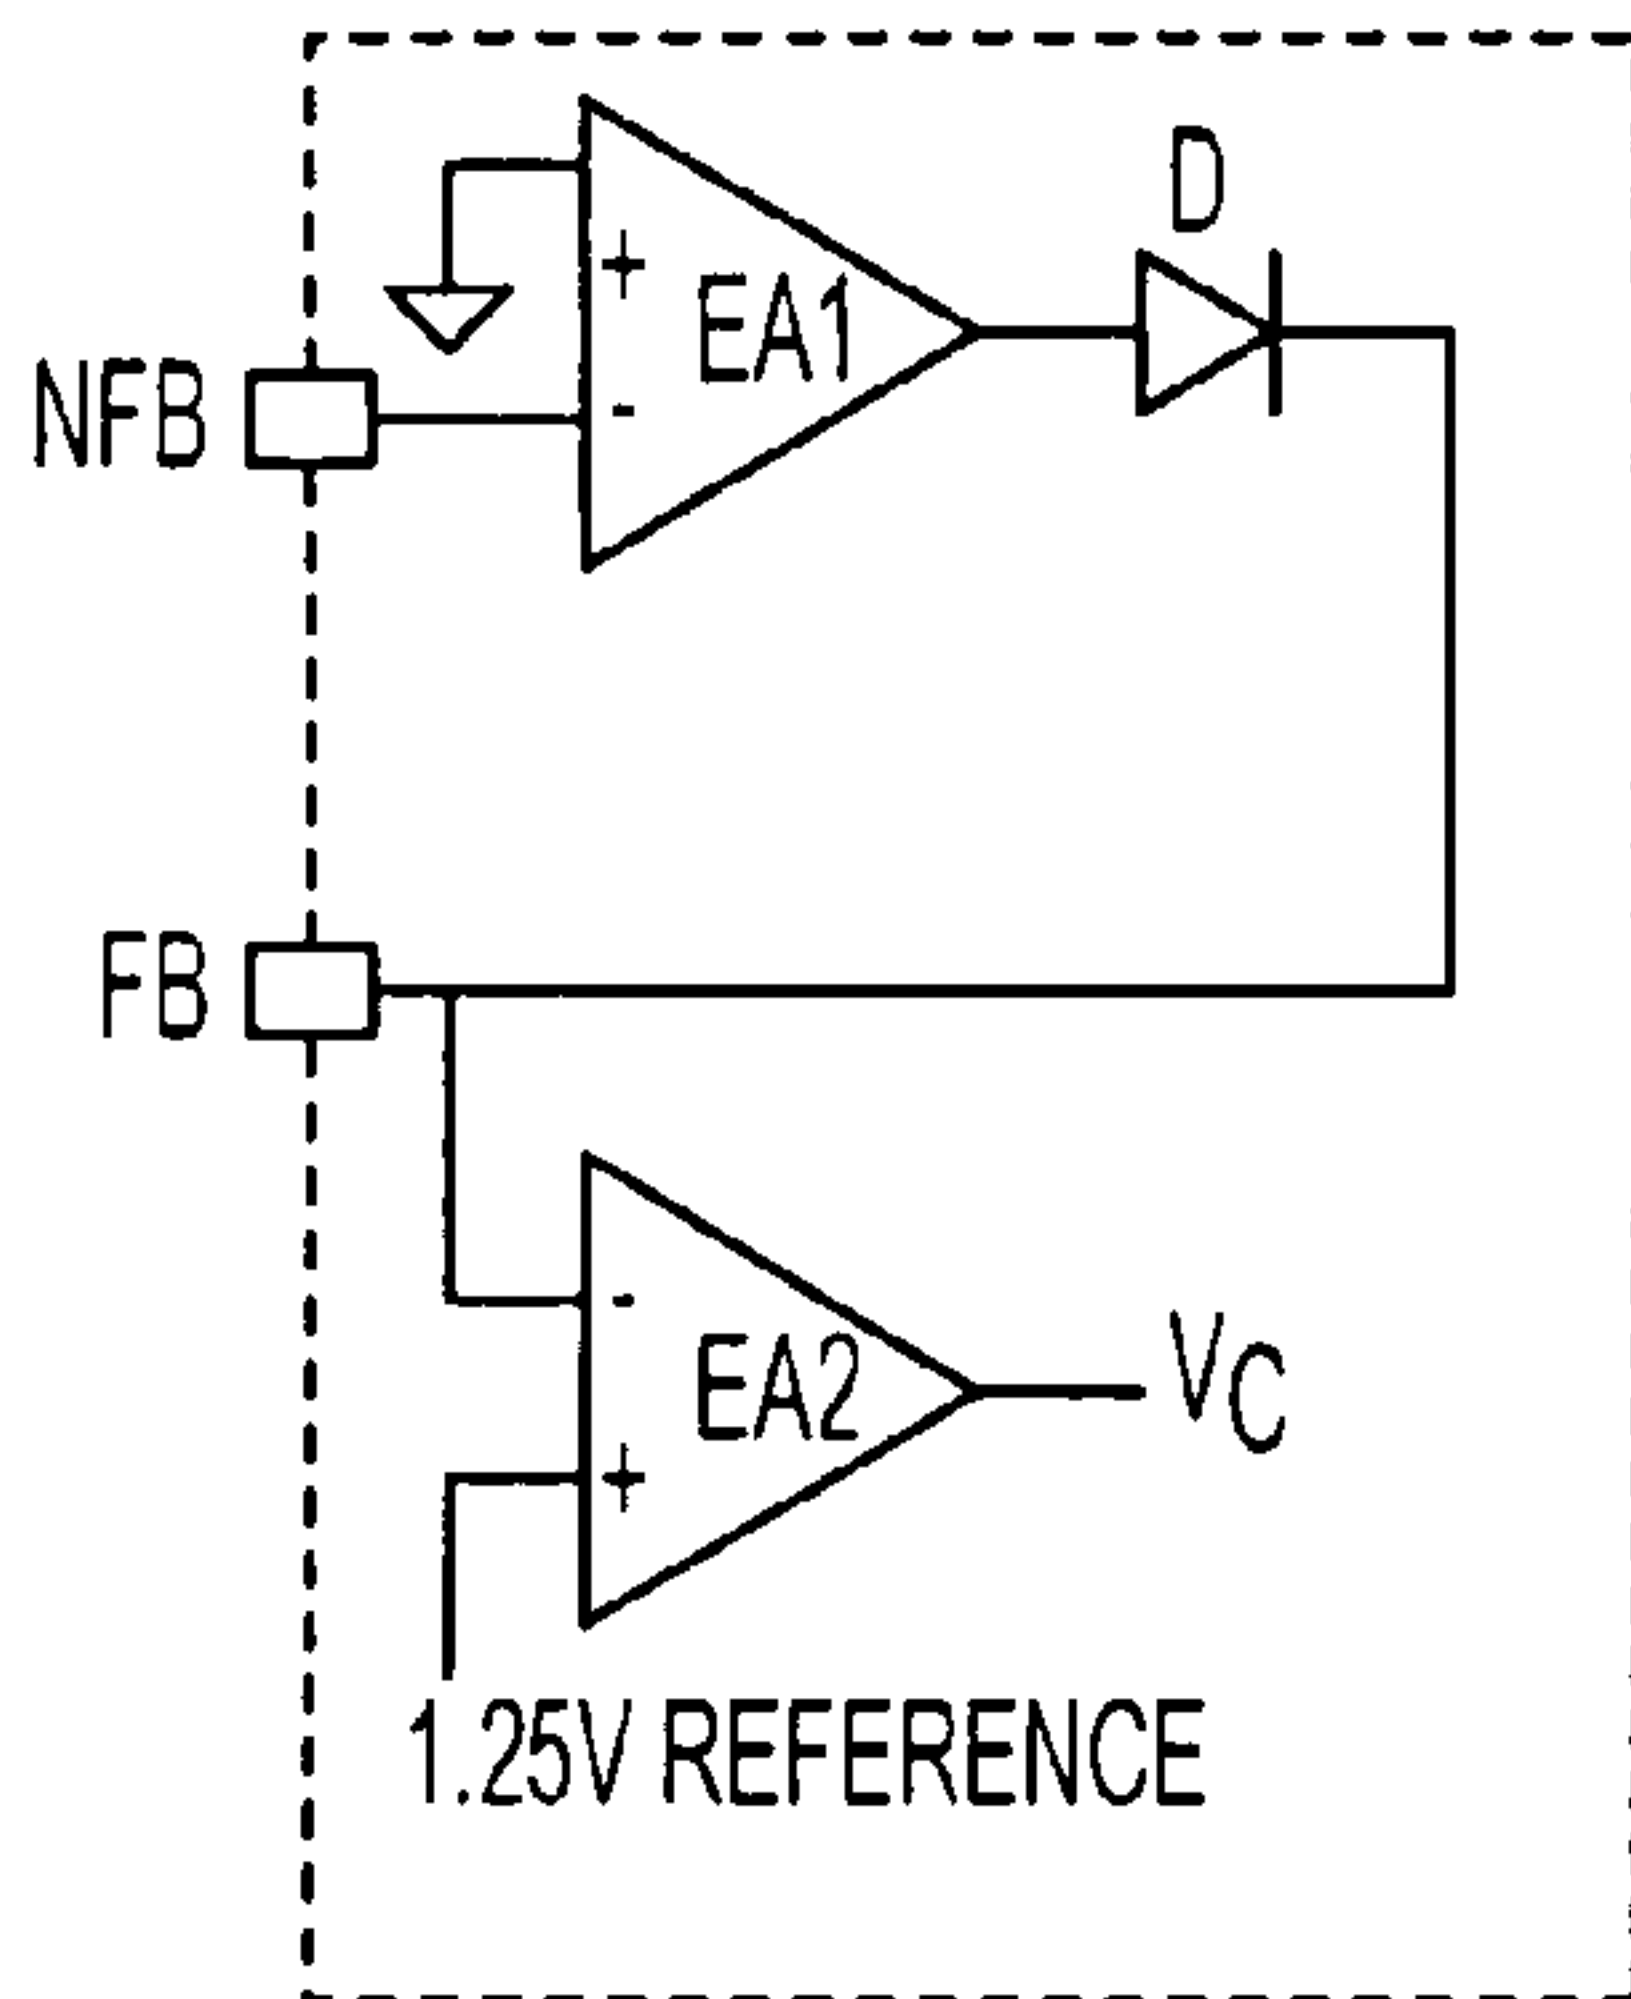 D
+
EA1
-
NFB
FB
-
EA2
+
VC
1.25V REFERENCE